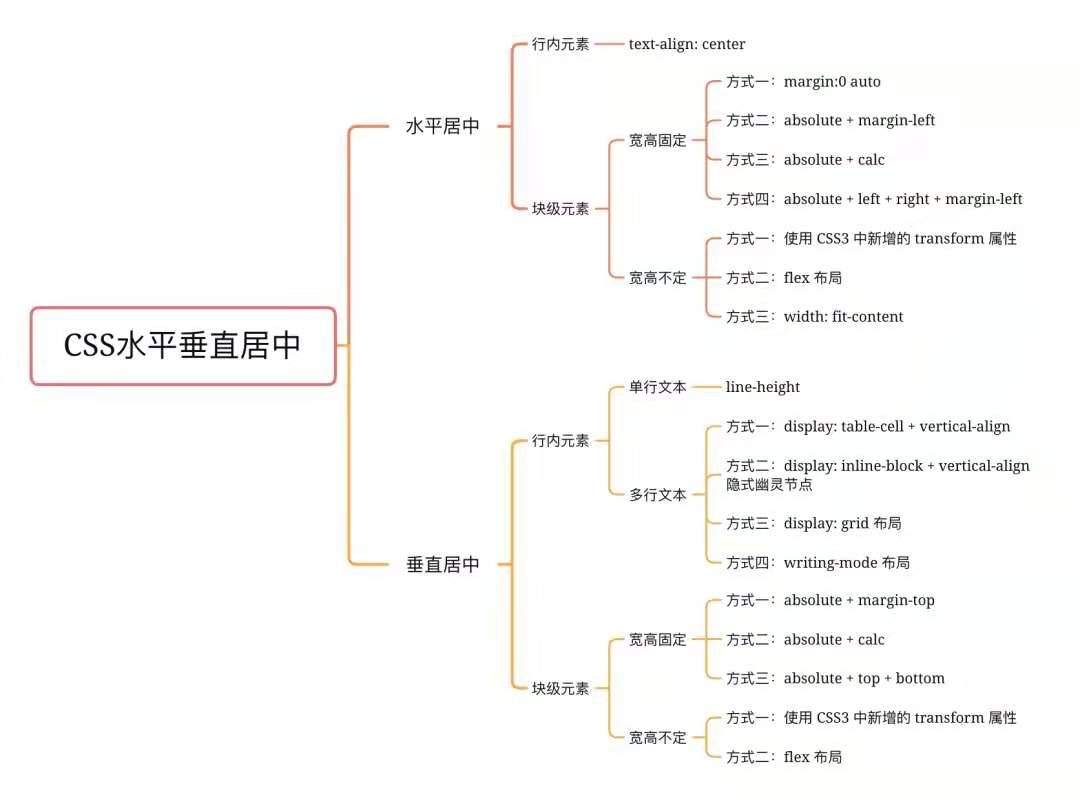 CSS水平垂直居中
水平居中
行内元素
text-align: center
块级元素
宽高固定
方式一：margin:0 auto
方式二：absolute + margin-left
方式三：absolute + calc
方式四：absolute + left + right + margin-left
宽高不定
方式一：使用 CSS3 中新增的 transform 属性
方式二：flex 布局
方式三：width: fit-content
垂直居中
行内元素
单行文本
line-height
多行文本
方式一：display: table-cell + vertical-align
方式二：display: inline-block + vertical-align
隐式幽灵节点
方式三：display: grid 布局
方式四：writing-mode 布局
块级元素
宽高固定
方式一：absolute + margin-top
方式二：absolute + calc
方式三：absolute + top + bottom
宽高不定
方式一：使用 CSS3 中新增的 transform 属性
方式二：flex 布局